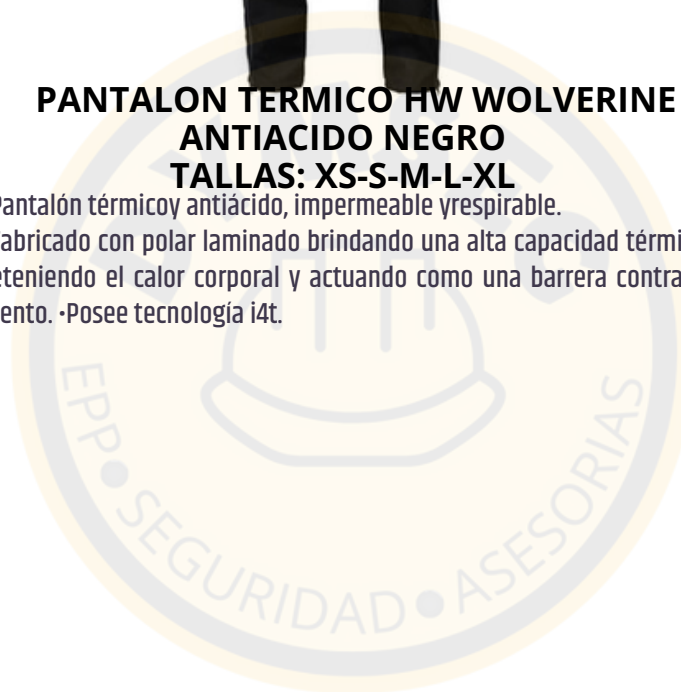 PANTALON TERMICO HW WOLVERINE
ANTIACIDO NEGRO
TALLAS: XS-S-M-L-XL
Pantalón térmicoy antiácido, impermeable yrespirable.
abricado con polar laminado brindando una alta capacidad térmi
eteniendo el calor corporal y actuando como una barrera contra
ento. •Posee tecnología i4t.
EPP • SEGURIDAD • ASESORIAS